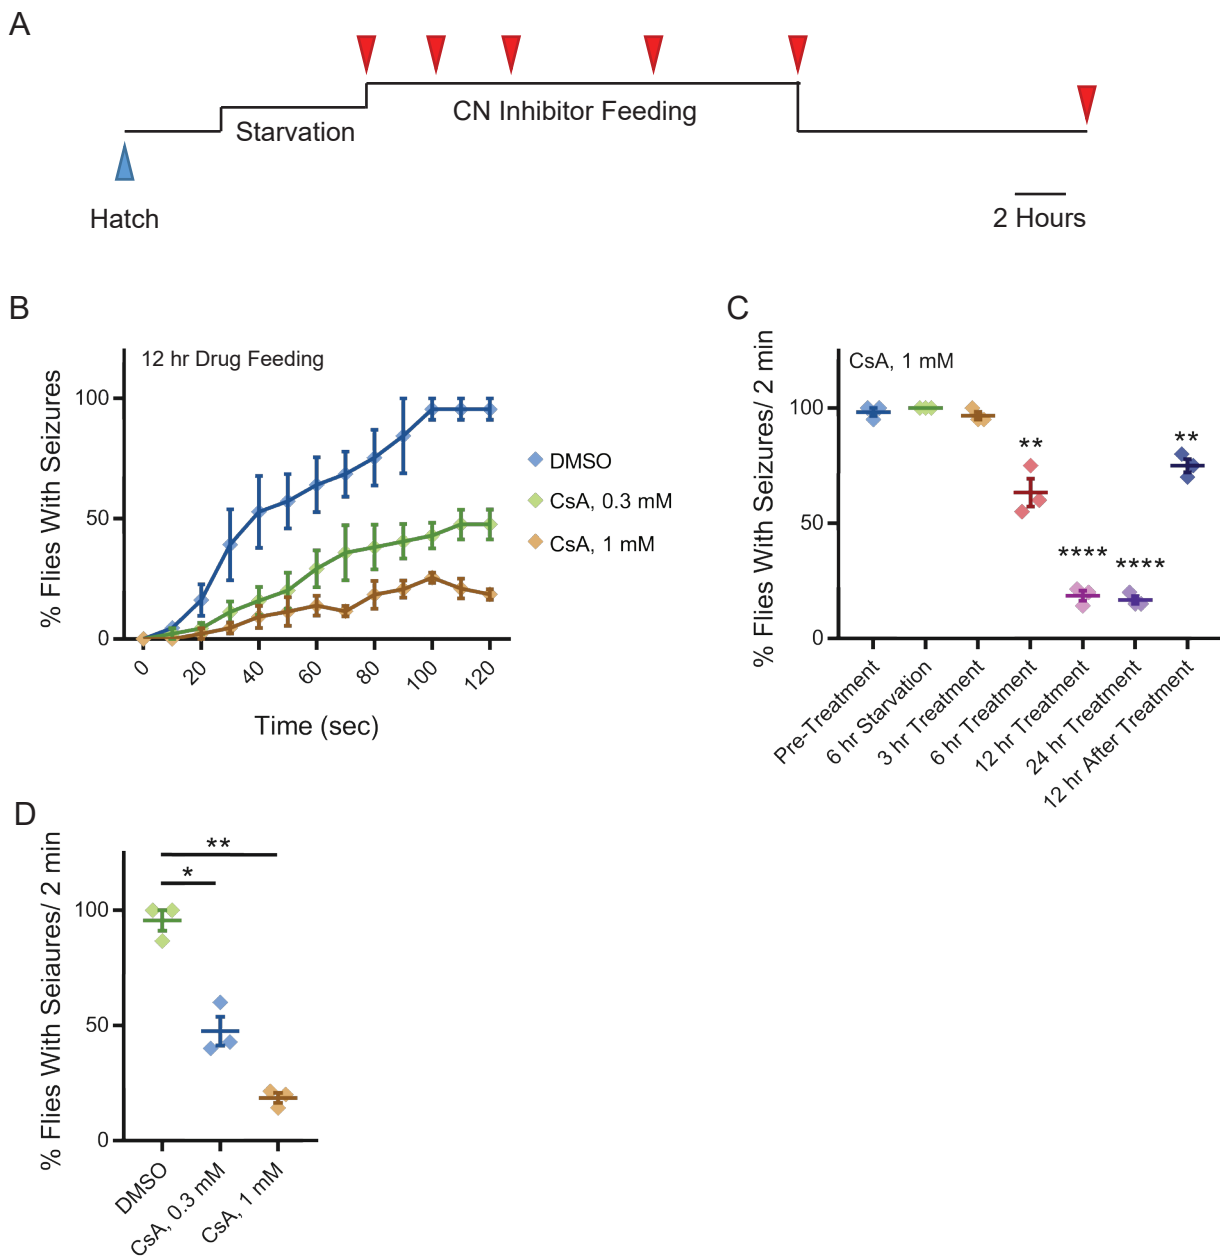 A
Starvation
CN Inhibitor Feeding
Hatch
2 Hours
B
12 hr Drug Feeding
% Flies With Seizures
100
50
0
0
20
40
60
80
100
120
Time (sec)
DMSO
CsA, 0.3 mM
CsA, 1 mM
C
CsA, 1 mM
% Flies With Seizures/ 2 min
100
50
0
**
****
****
**
Pre-Treatment
6 hr Starvation
3 hr Treatment
6 hr Treatment
12 hr Treatment
24 hr Treatment
12 hr After Treatment
D
% Flies With Seiaures/ 2 min
**
*
100
50
0
DMSO
CsA, 0.3 mM
CsA, 1 mM